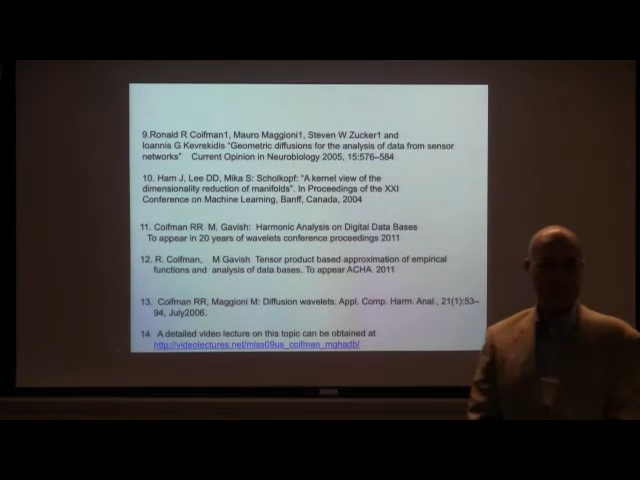 9.Ronald R Coifman1, Mauro Maggioni1, Steven W Zucker1 and
Ioannis G Kevrekidis "Geometric diffusions for the analysis of data from sensor
networks" Current Opinion in Neurobiology 2005, 15:576–584
10. Ham J, Lee DD, Mika S: Scholkopf: "A kernel view of the
dimensionality reduction of manifolds". In Proceedings of the XXI
Conference on Machine Learning, Banff, Canada, 2004
11. Coifman RR M. Gavish: Harmonic Analysis on Digital Data Bases
To appear in 20 years of wavelets conference proceedings 2011
12. R. Coifman, M Gavish Tensor product based approximation of empirical
functions and analysis of data bases. To appear ACHA 2011
13. Coifman RR, Maggioni M: Diffusion wavelets. Appl. Comp. Harm. Anal., 21(1):53–
94, July2006.
14 A detailed video lecture on this topic can be obtained at
http://videolectures.net/mlss09us_coifman_mghadb/